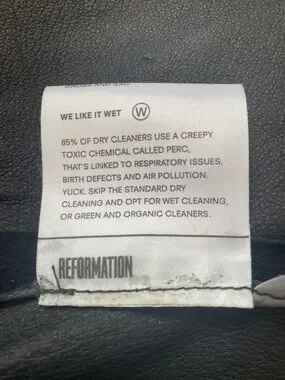 WE LIKE IT WET Ⓦ
85% OF DRY CLEANERS USE A CREEPY
TOXIC CHEMICAL CALLED PERC,
THAT'S LINKED TO RESPIRATORY ISSUES,
BIRTH DEFECTS AND AIR POLLUTION.
YUCK. SKIP THE STANDARD DRY
CLEANING AND OPT FOR WET CLEANING,
OR GREEN AND ORGANIC CLEANERS.
REFORMATION